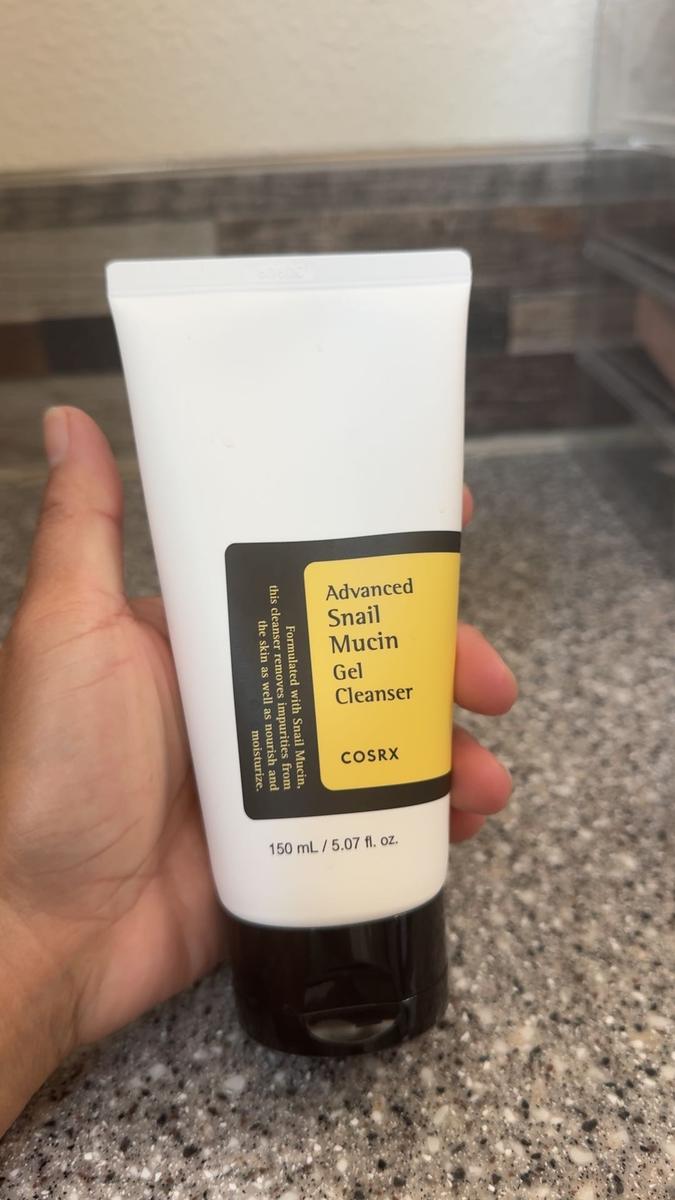 Advanced
Snail
Mucin
Gel
Cleanser
COSRX
Formulated with Snail Mucin,
this cleanser removes impurities from
the skin as well as nourish and
moisturize.
150 mL / 5.07 fl. oz.